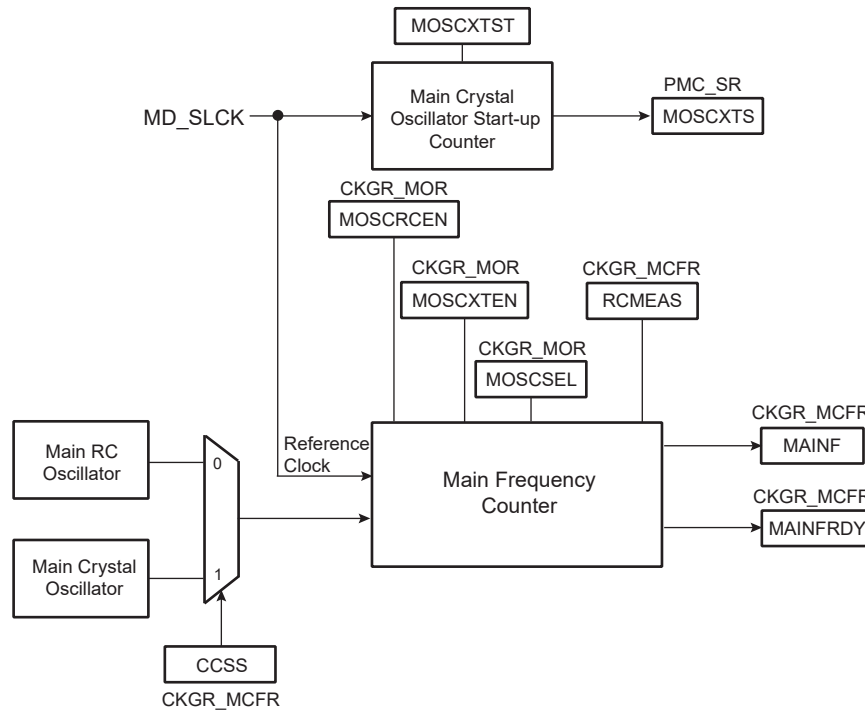 MOSCXTST
Main Crystal
Oscillator Start-up
Counter
MD_SLCK
PMC_SR
MOSCXTS
CKGR_MOR
MOSCRCEN
CKGR_MOR
MOSCXTEN
CKGR_MCFR
RCMEAS
CKGR_MOR
MOSCSEL
Main RC
Oscillator
0
Reference
Clock
Main Frequency
Counter
CKGR_MCFR
MAINF
CKGR_MCFR
MAINFRDY
Main Crystal
Oscillator
1
CCSS
CKGR_MCFR